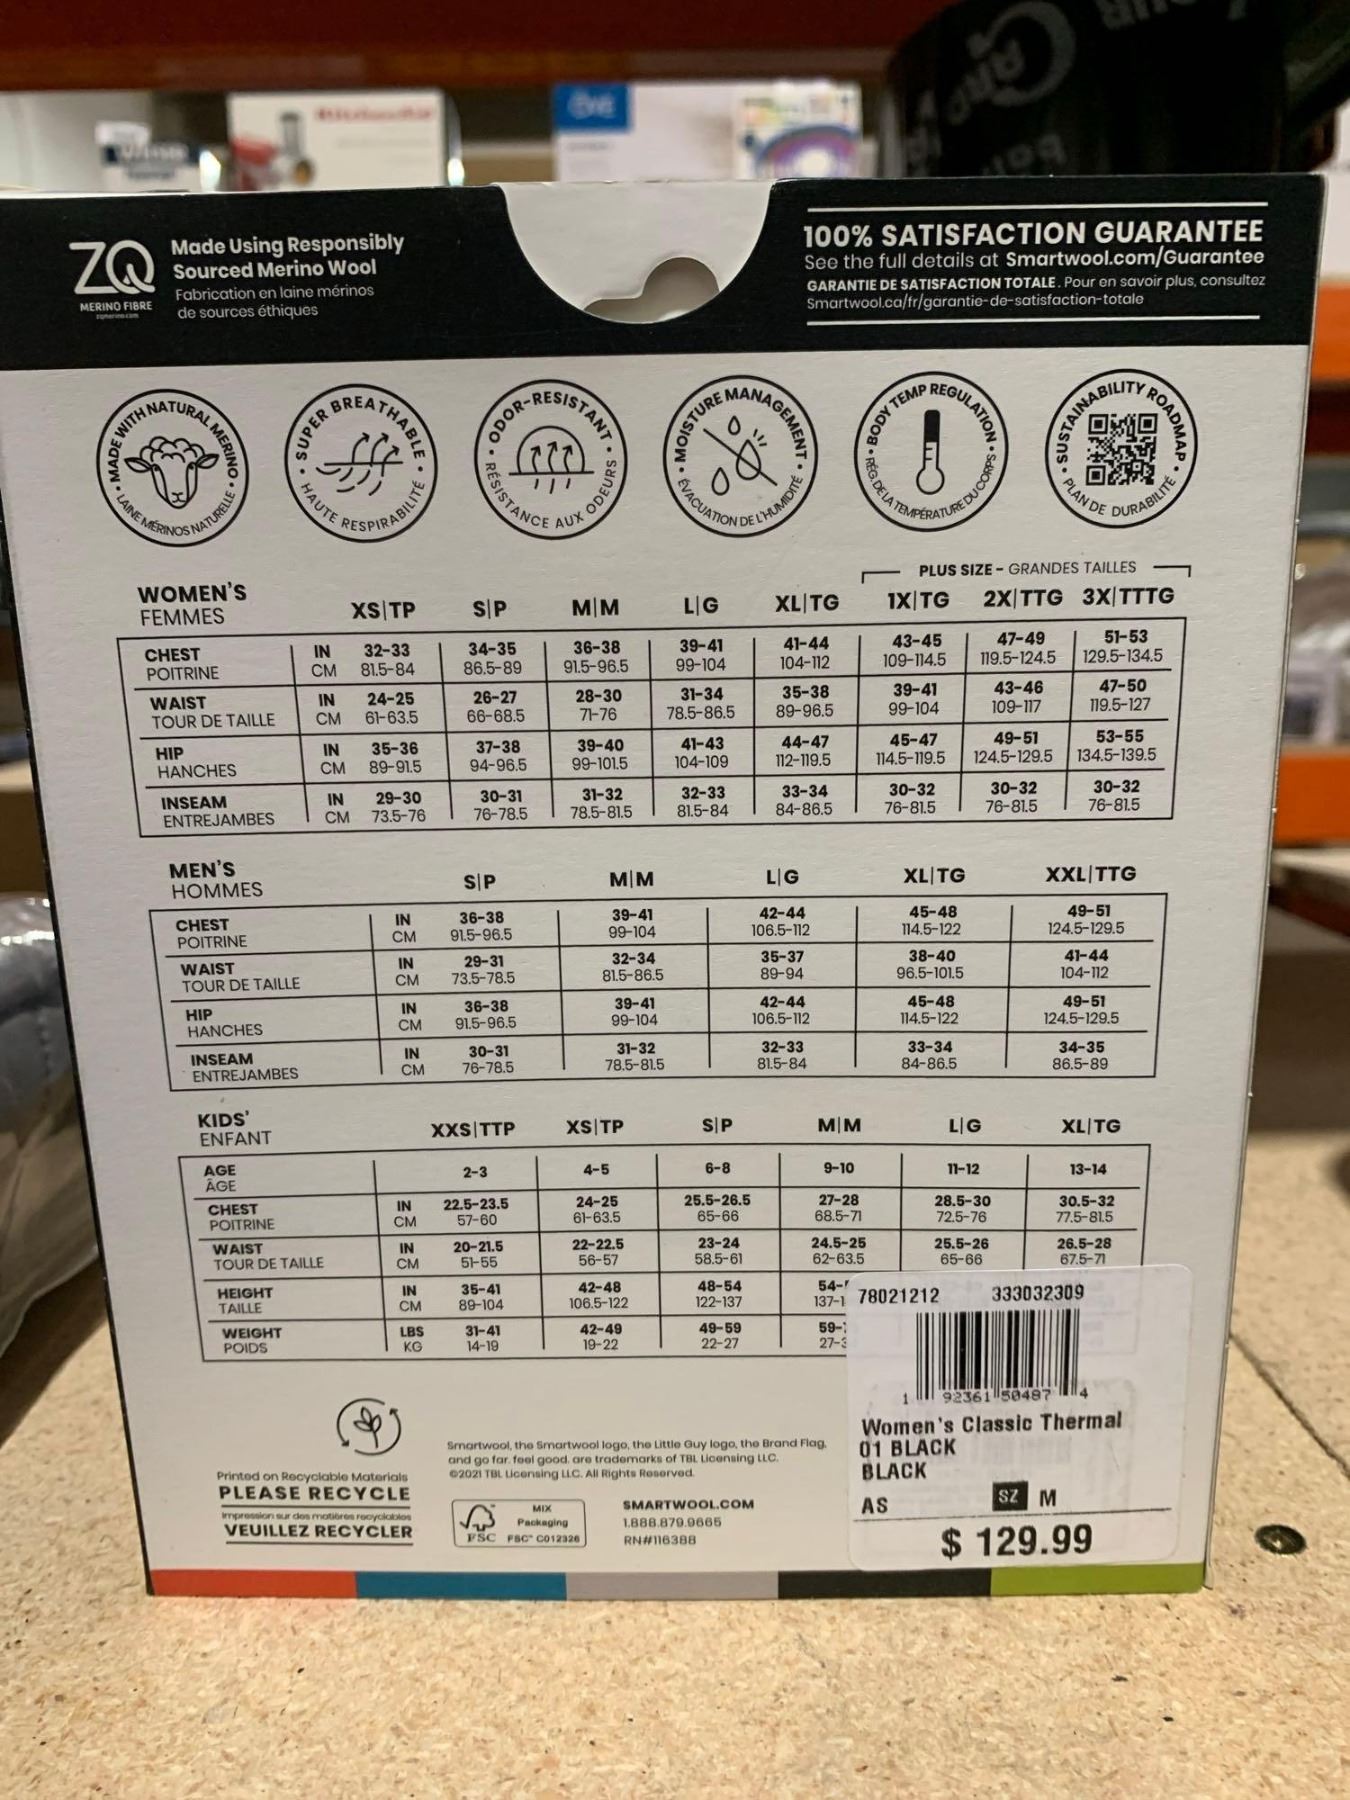 ZQ
MERINO FIBRE
Made Using Responsibly
Sourced Merino Wool
Fabrication en laine mérinos
de sources éthiques
100% SATISFACTION GUARANTEE
See the full details at Smartwool.com/Guarantee
GARANTIE DE SATISFACTION TOTALE. Pour en savoir plus, consultez
Smartwool.ca/fr/garantie-de-satisfaction-totale
• MADE WITH NATURAL MERINO •
LAINE MÉRINOS NATURELLE
• SUPER BREATHABLE •
HAUTE RESPIRABILITÉ
• ODOR-RESISTANT •
RÉSISTANCE AUX ODEURS
• MOISTURE MANAGEMENT •
ÉVACUATION DE L'HUMIDITÉ
• BODY TEMP REGULATION •
RÉG. DE LA TEMPÉRATURE DU CORPS
• SUSTAINABILITY ROADMAP •
PLAN DE DURABILITÉ
PLUS SIZE - GRANDES TAILLES
WOMEN'S
FEMMES
XS|TP S|P M|M L|G XL|TG 1X|TG 2X|TTG 3X|TTTG
CHEST IN 32-33 34-35 36-38 39-41 41-44 43-45 47-49 51-53
POITRINE CM 81.5-84 86.5-89 91.5-96.5 99-104 104-112 109-114.5 119.5-124.5 129.5-134.5
WAIST IN 24-25 26-27 28-30 31-34 35-38 39-41 43-46 47-50
TOUR DE TAILLE CM 61-63.5 66-68.5 71-76 78.5-86.5 89-96.5 99-104 109-117 119.5-127
HIP IN 35-36 37-38 39-40 41-43 44-47 45-47 49-51 53-55
HANCHES CM 89-91.5 94-96.5 99-101.5 104-109 112-119.5 114.5-119.5 124.5-129.5 134.5-139.5
INSEAM IN 29-30 30-31 31-32 32-33 33-34 30-32 30-32 30-32
ENTREJAMBES CM 73.5-76 76-78.5 78.5-81.5 81.5-84 84-86.5 76-81.5 76-81.5 76-81.5
MEN'S
HOMMES
S|P M|M L|G XL|TG XXL|TTG
CHEST IN 36-38 39-41 42-44 45-48 49-51
POITRINE CM 91.5-96.5 99-104 106.5-112 114.5-122 124.5-129.5
WAIST IN 29-31 32-34 35-37 38-40 41-44
TOUR DE TAILLE CM 73.5-78.5 81.5-86.5 89-94 96.5-101.5 104-112
HIP IN 36-38 39-41 42-44 45-48 49-51
HANCHES CM 91.5-96.5 99-104 106.5-112 114.5-122 124.5-129.5
INSEAM IN 30-31 31-32 32-33 33-34 34-35
ENTREJAMBES CM 76-78.5 78.5-81.5 81.5-84 84-86.5 86.5-89
KIDS'
ENFANT
XXS|TTP XS|TP S|P M|M L|G XL|TG
AGE 2-3 4-5 6-8 9-10 11-12 13-14
ÂGE
CHEST IN 22.5-23.5 24-25 25.5-26.5 27-28 28.5-30 30.5-32
POITRINE CM 57-60 61-63.5 65-66 68.5-71 72.5-76 77.5-81.5
WAIST IN 20-21.5 22-22.5 23-24 24.5-25 25.5-26 26.5-28
TOUR DE TAILLE CM 51-55 56-57 58.5-61 62-63.5 65-66 67.5-71
HEIGHT IN 35-41 42-48 48-54 54-
TAILLE CM 89-104 106.5-122 122-137 137-1
WEIGHT LBS 31-41 42-49 49-59 59-
POIDS KG 14-19 19-22 22-27 27-3
78021212 333032309
1 92361 50487 4
Women's Classic Thermal
01 BLACK
BLACK
AS SZ M
$ 129.99
Printed on Recyclable Materials
PLEASE RECYCLE
Impression sur des matières recyclables
VEUILLEZ RECYCLER
Smartwool, the Smartwool logo, the Little Guy logo, the Brand Flag,
and go far. feel good. are trademarks of TBL Licensing LLC.
©2021 TBL Licensing LLC. All Rights Reserved.
FSC
MIX
Packaging
FSC™ C012326
SMARTWOOL.COM
1.888.879.9665
RN#116388